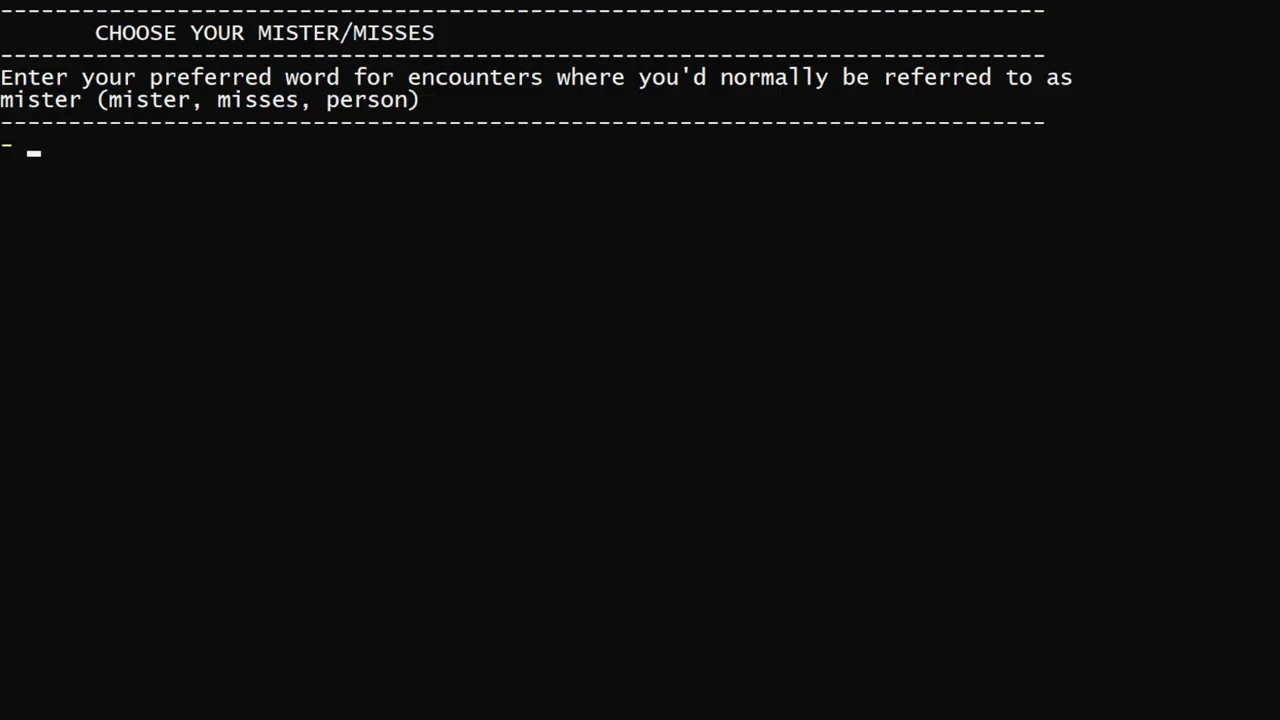 -----------------------------------------------------------------------------
CHOOSE YOUR MISTER/MISSES
-----------------------------------------------------------------------------
Enter your preferred word for encounters where you'd normally be referred to as
mister (mister, misses, person)
-----------------------------------------------------------------------------
- _